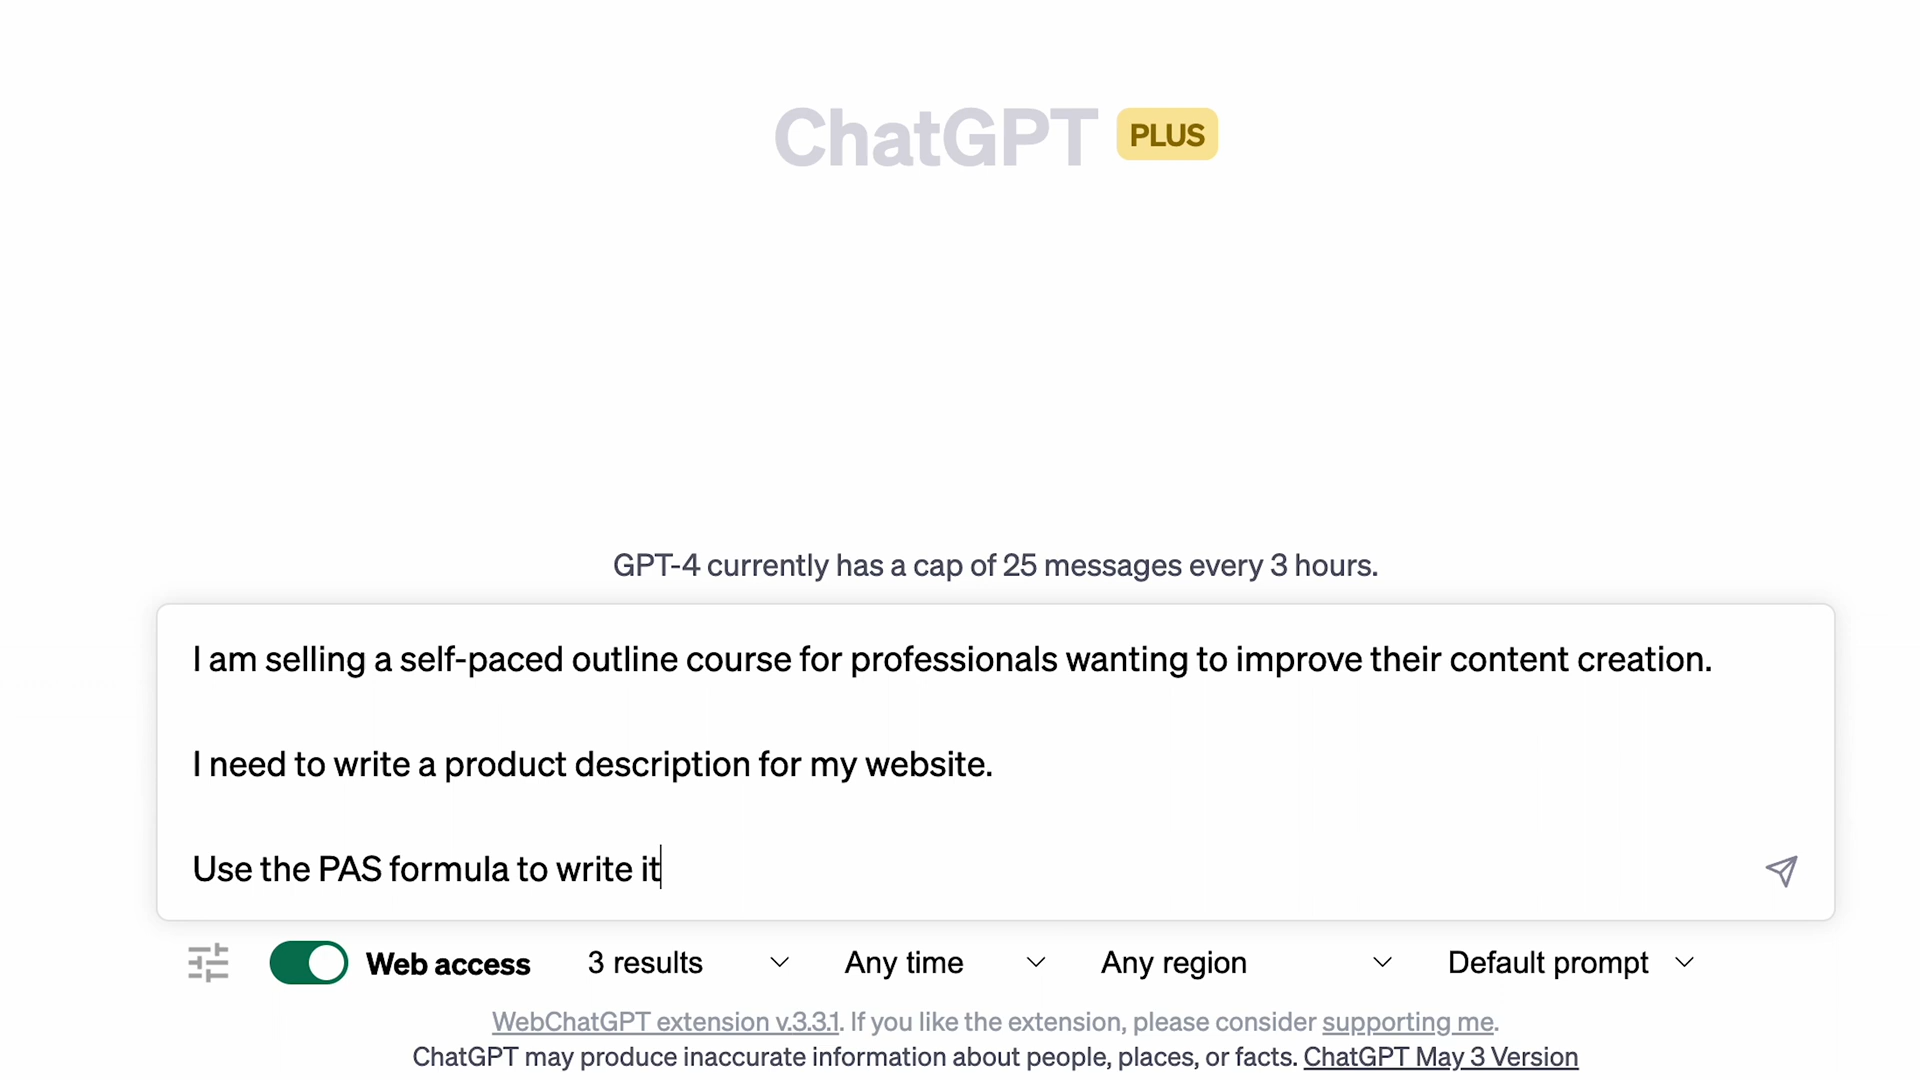 ChatGPT PLUS
GPT-4 currently has a cap of 25 messages every 3 hours.
I am selling a self-paced outline course for professionals wanting to improve their content creation.
I need to write a product description for my website.
Use the PAS formula to write it
Web access 3 results Any time Any region Default prompt
WebChatGPT extension v.3.3.1. If you like the extension, please consider supporting me.
ChatGPT may produce inaccurate information about people, places, or facts. ChatGPT May 3 Version